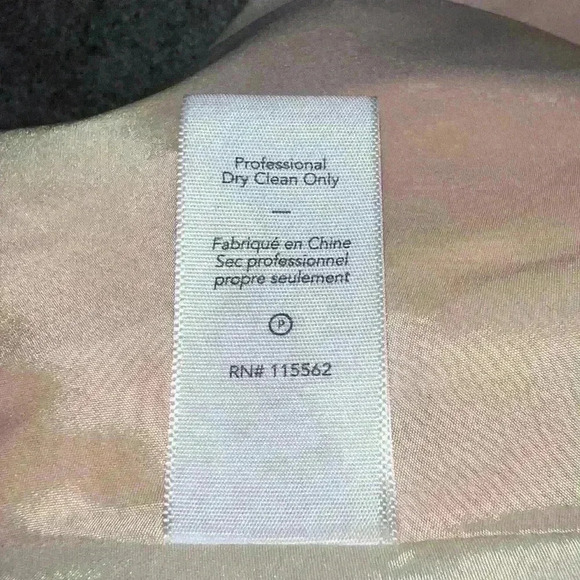 Professional
Dry Clean Only
—
Fabriqué en Chine
Sec professionnel
propre seulement
P
RN# 115562